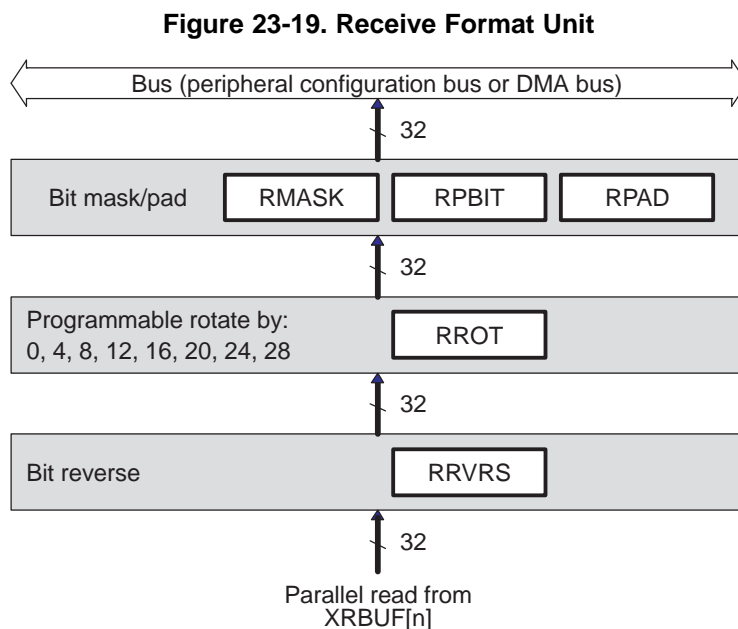 Figure 23-19. Receive Format Unit
Bus (peripheral configuration bus or DMA bus)
32
Bit mask/pad RMASK RPBIT RPAD
32
Programmable rotate by:
0, 4, 8, 12, 16, 20, 24, 28
RROT
32
Bit reverse RRVRS
32
Parallel read from
XRBUF[n]